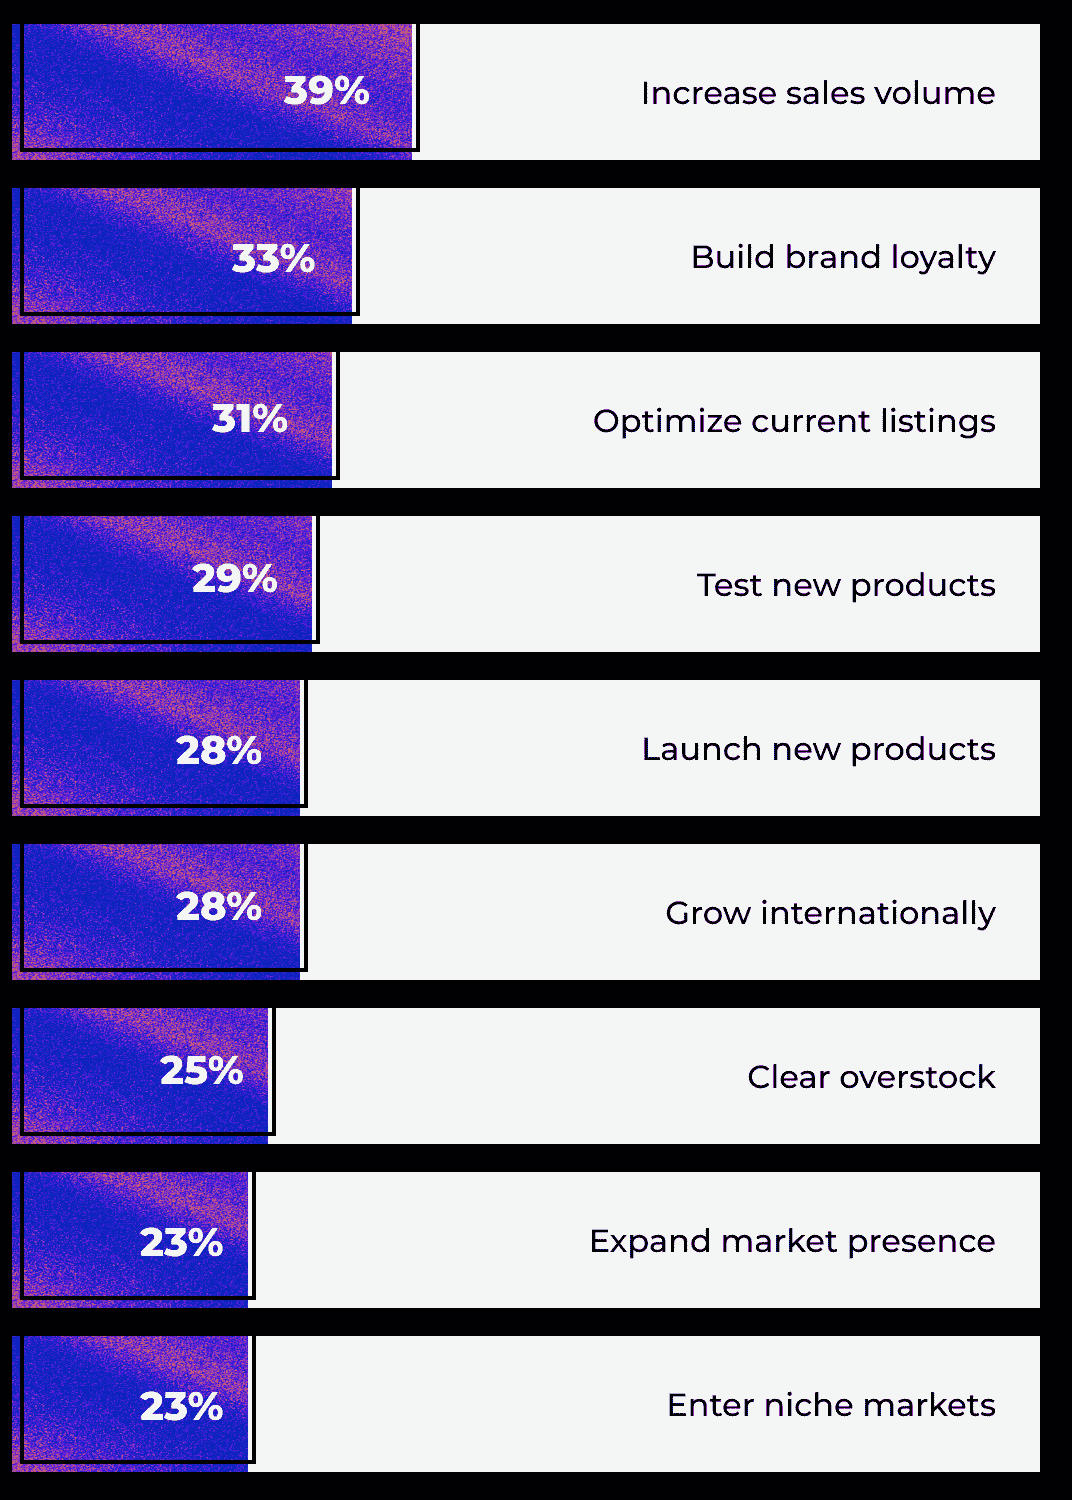 39% Increase sales volume
33% Build brand loyalty
31% Optimize current listings
29% Test new products
28% Launch new products
28% Grow internationally
25% Clear overstock
23% Expand market presence
23% Enter niche markets